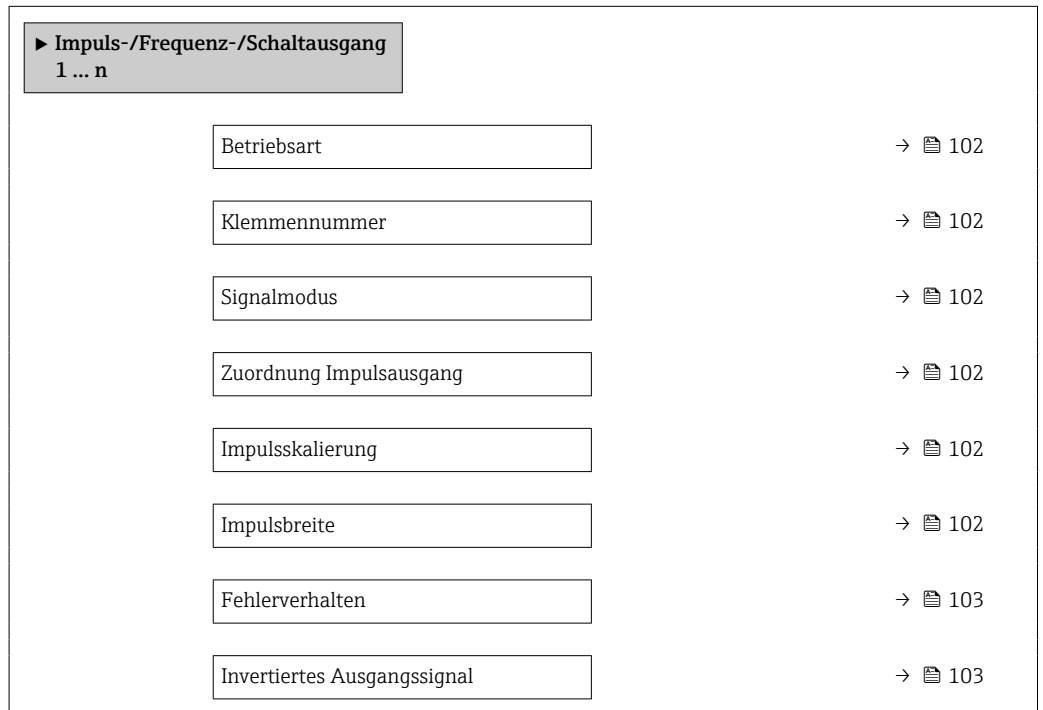 ▶ Impuls-/Frequenz-/Schaltausgang
1 ... n
Betriebsart → 102
Klemmennummer → 102
Signalmodus → 102
Zuordnung Impulsausgang → 102
Impulsskalierung → 102
Impulsbreite → 102
Fehlerverhalten → 103
Invertiertes Ausgangssignal → 103